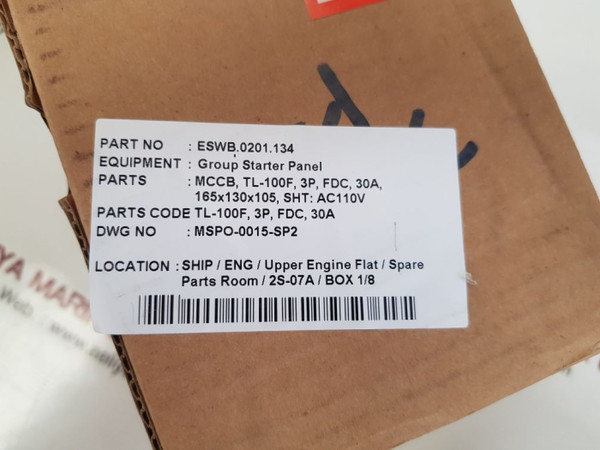 PART NO : ESWB.0201.134
EQUIPMENT : Group Starter Panel
PARTS : MCCB, TL-100F, 3P, FDC, 30A,
165x130x105, SHT: AC110V
PARTS CODE TL-100F, 3P, FDC, 30A
DWG NO : MSPO-0015-SP2
LOCATION : SHIP / ENG / Upper Engine Flat / Spare
Parts Room / 2S-07A / BOX 1/8